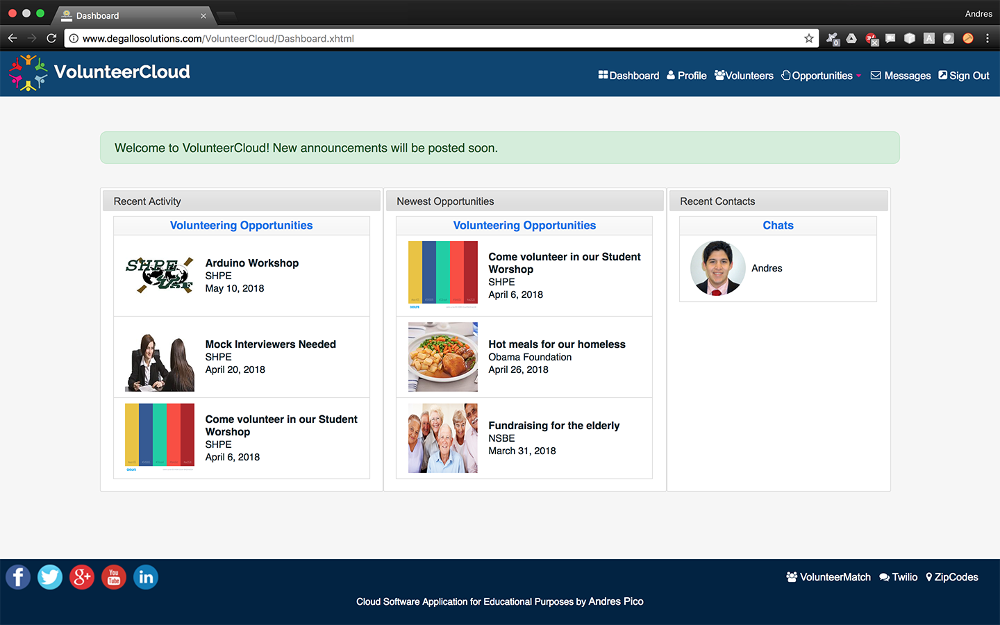 Dashboard
Andres
www.degallosolutions.com/VolunteerCloud/Dashboard.xhtml
0
A
VolunteerCloud
Dashboard Profile Volunteers Opportunities Messages Sign Out
Welcome to VolunteerCloud! New announcements will be posted soon.
Recent Activity
Volunteering Opportunities
SHPE
USF
Arduino Workshop
SHPE
May 10, 2018
Mock Interviewers Needed
SHPE
April 20, 2018
Come volunteer in our Student
Worshop
SHPE
April 6, 2018
Newest Opportunities
Volunteering Opportunities
Come volunteer in our Student
Worshop
SHPE
April 6, 2018
Hot meals for our homeless
Obama Foundation
April 26, 2018
Fundraising for the elderly
NSBE
March 31, 2018
Recent Contacts
Chats
Andres
f g+ You Tube in
VolunteerMatch Twilio ZipCodes
Cloud Software Application for Educational Purposes by Andres Pico